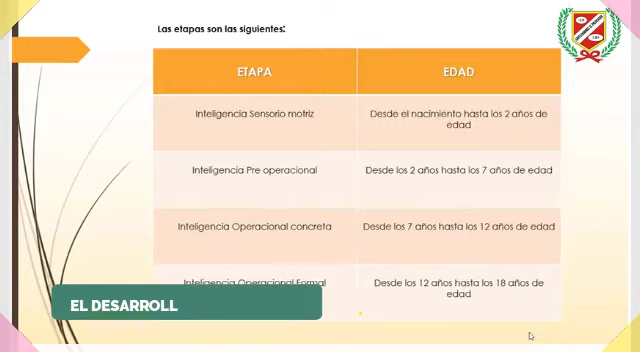 Las etapas son las siguientes:
ETAPA
EDAD
Inteligencia Sensorio motriz
Desde el nacimiento hasta los 2 años de
edad
Inteligencia Pre operacional
Desde los 2 años hasta los 7 años de edad
Inteligencia Operacional concreta
Desde los 7 años hasta los 12 años de edad
Inteligencia Operacional Formal
Desde los 12 años hasta los 18 años de
edad
EL DESARROLL